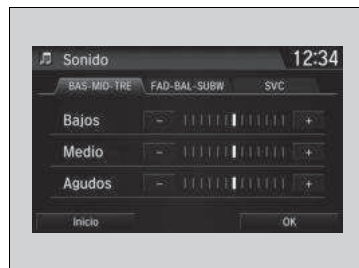 Sonido 12:34
BAS-MID-TRE FAD-BAL-SUBW SVC
Bajos - +
Medio - +
Agudos - +
Inicio OK